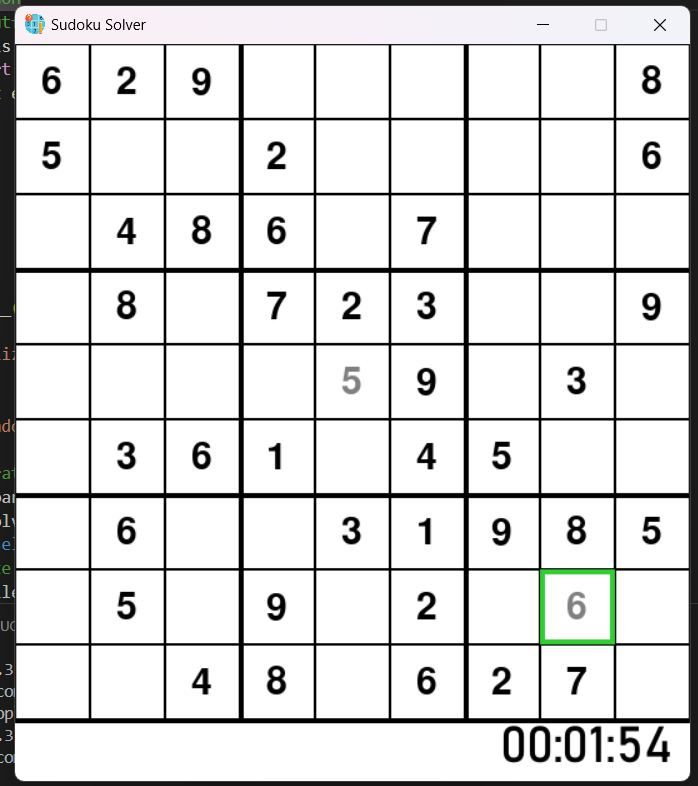 Sudoku Solver
6 2 9 8
5 2 6
4 8 6 7
8 7 2 3 9
5 9 3
3 6 1 4 5
6 3 1 9 8 5
5 9 2 6
4 8 6 2 7
00:01:54